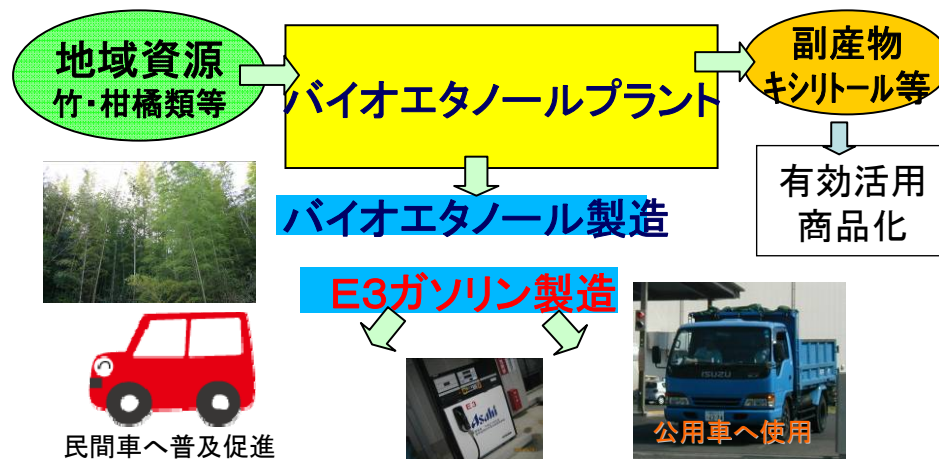 地域資源
竹・柑橘類等
バイオエタノールプラント
副産物
キシリトール等
有効活用
商品化
バイオエタノール製造
E3ガソリン製造
E3
Asahi
ISUZU
公用車へ使用
民間車へ普及促進